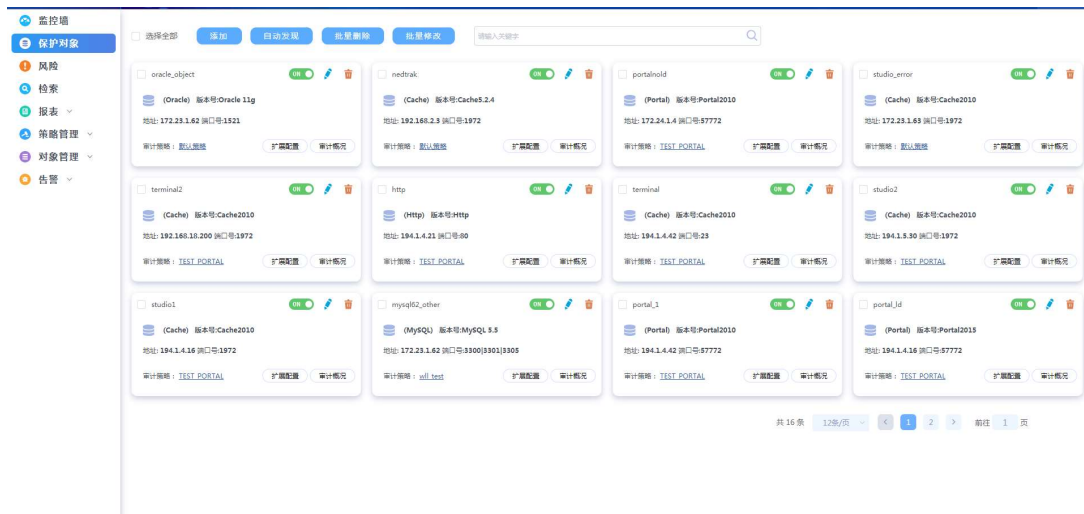 监控墙
保护对象
风险
检索
报表
策略管理
对象管理
告警
选择全部 添加 自动发现 批量删除 批量修改 请输入关键字
oracle_object ON
(Oracle) 版本号:Oracle 11g
地址: 172.23.1.62 端口号:1521
审计策略： 默认策略 扩展配置 审计概况
nedtrak ON
(Cache) 版本号:Cache5.2.4
地址: 192.168.2.3 端口号:1972
审计策略： 默认策略 扩展配置 审计概况
portalnold ON
(Portal) 版本号:Portal2010
地址: 172.24.1.4 端口号:57772
审计策略： TEST_PORTAL 扩展配置 审计概况
studio_error ON
(Cache) 版本号:Cache2010
地址: 172.23.1.63 端口号:1972
审计策略： 默认策略 扩展配置 审计概况
terminal2 ON
(Cache) 版本号:Cache2010
地址: 192.168.18.200 端口号:1972
审计策略： TEST_PORTAL 扩展配置 审计概况
http ON
(Http) 版本号:Http
地址: 194.1.4.21 端口号:80
审计策略： TEST_PORTAL 扩展配置 审计概况
terminal ON
(Cache) 版本号:Cache2010
地址: 194.1.4.42 端口号:23
审计策略： TEST_PORTAL 扩展配置 审计概况
studio2 ON
(Cache) 版本号:Cache2010
地址: 194.1.5.30 端口号:1972
审计策略： TEST_PORTAL 扩展配置 审计概况
studio1 ON
(Cache) 版本号:Cache2010
地址: 194.1.4.16 端口号:1972
审计策略： TEST_PORTAL 扩展配置 审计概况
mysql62_other ON
(MySQL) 版本号:MySQL 5.5
地址: 172.23.1.62 端口号:3300|3301|3305
审计策略： wll_test 扩展配置 审计概况
portal_1 ON
(Portal) 版本号:Portal2010
地址: 194.1.4.42 端口号:57772
审计策略： TEST_PORTAL 扩展配置 审计概况
portal_ld ON
(Portal) 版本号:Portal2015
地址: 194.1.4.16 端口号:57772
审计策略： TEST_PORTAL 扩展配置 审计概况
共 16 条 12条/页 < 1 2 > 前往 1 页